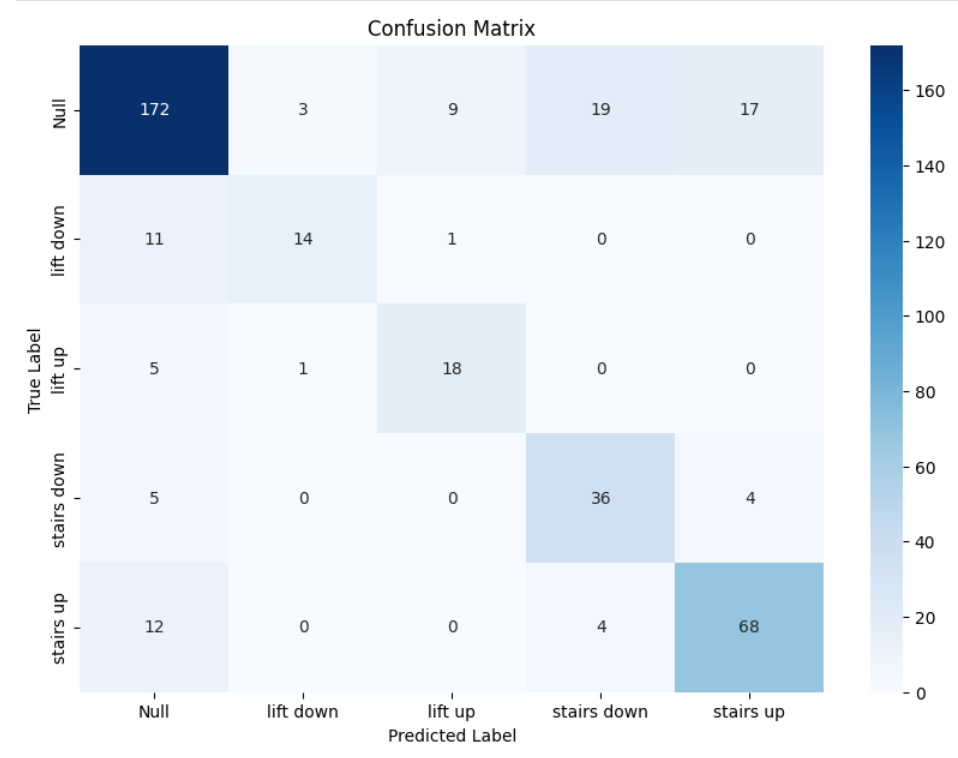 Confusion Matrix
True Label
Null
172 3 9 19 17
lift down
11 14 1 0 0
lift up
5 1 18 0 0
stairs down
5 0 0 36 4
stairs up
12 0 0 4 68
Null lift down lift up stairs down stairs up
Predicted Label
160
140
120
100
80
60
40
20
0